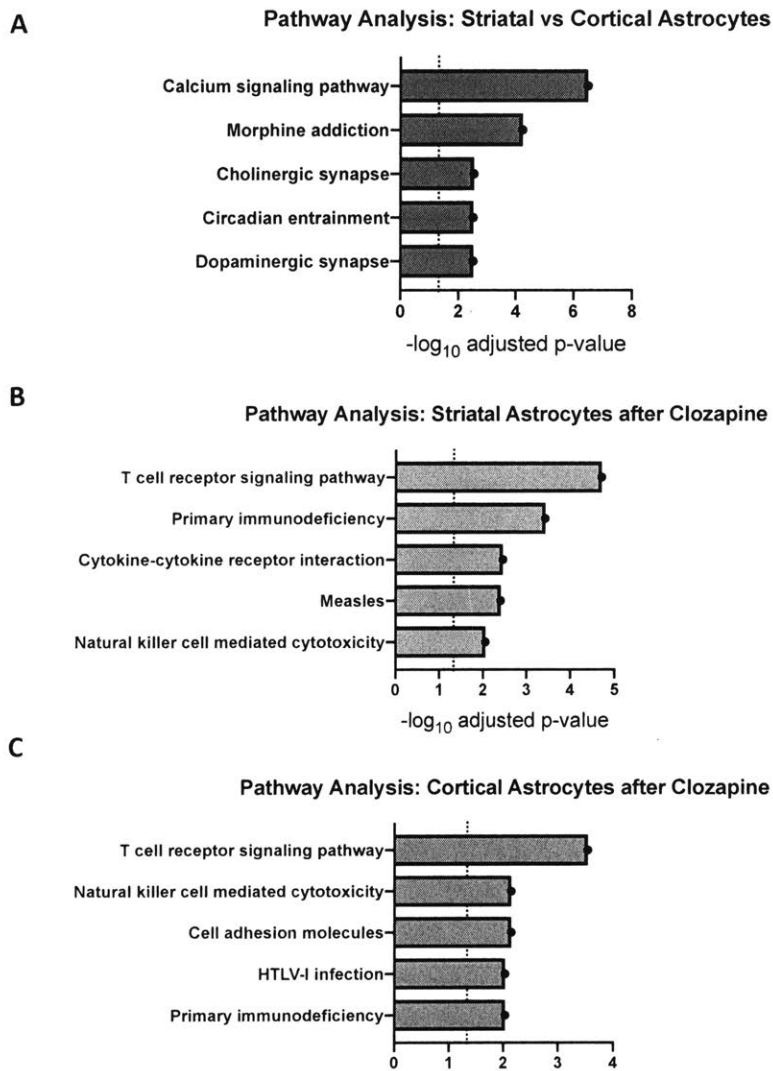 A
Pathway Analysis: Striatal vs Cortical Astrocytes
Calcium signaling pathway
Morphine addiction
Cholinergic synapse
Circadian entrainment
Dopaminergic synapse
0 2 4 6 8
-log10 adjusted p-value
B
Pathway Analysis: Striatal Astrocytes after Clozapine
T cell receptor signaling pathway
Primary immunodeficiency
Cytokine-cytokine receptor interaction
Measles
Natural killer cell mediated cytotoxicity
0 1 2 3 4 5
-log10 adjusted p-value
C
Pathway Analysis: Cortical Astrocytes after Clozapine
T cell receptor signaling pathway
Natural killer cell mediated cytotoxicity
Cell adhesion molecules
HTLV-I infection
Primary immunodeficiency
0 1 2 3 4